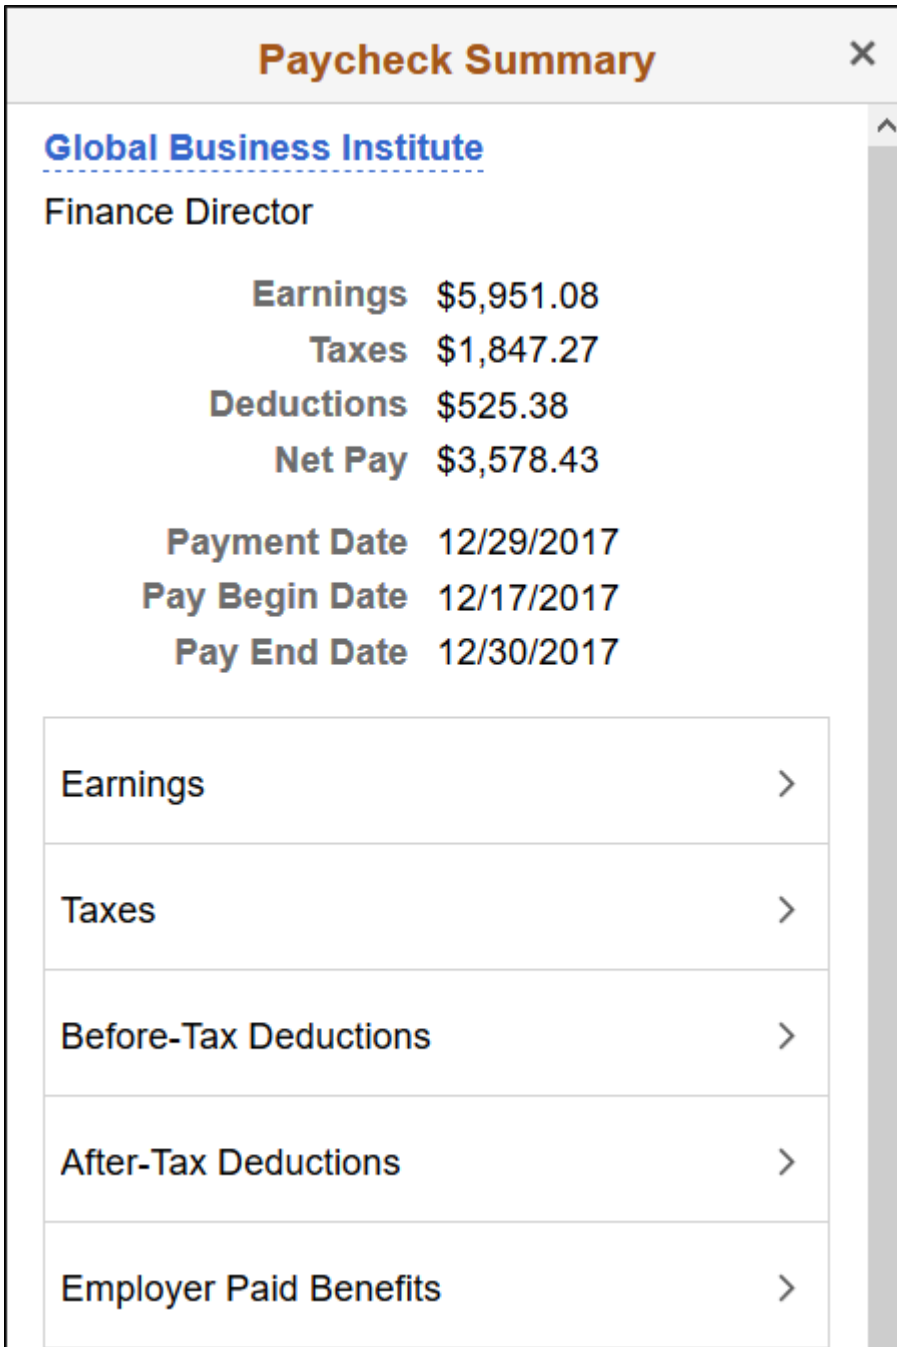 Paycheck Summary
Global Business Institute
Finance Director
Earnings $5,951.08
Taxes $1,847.27
Deductions $525.38
Net Pay $3,578.43
Payment Date 12/29/2017
Pay Begin Date 12/17/2017
Pay End Date 12/30/2017
Earnings
Taxes
Before-Tax Deductions
After-Tax Deductions
Employer Paid Benefits